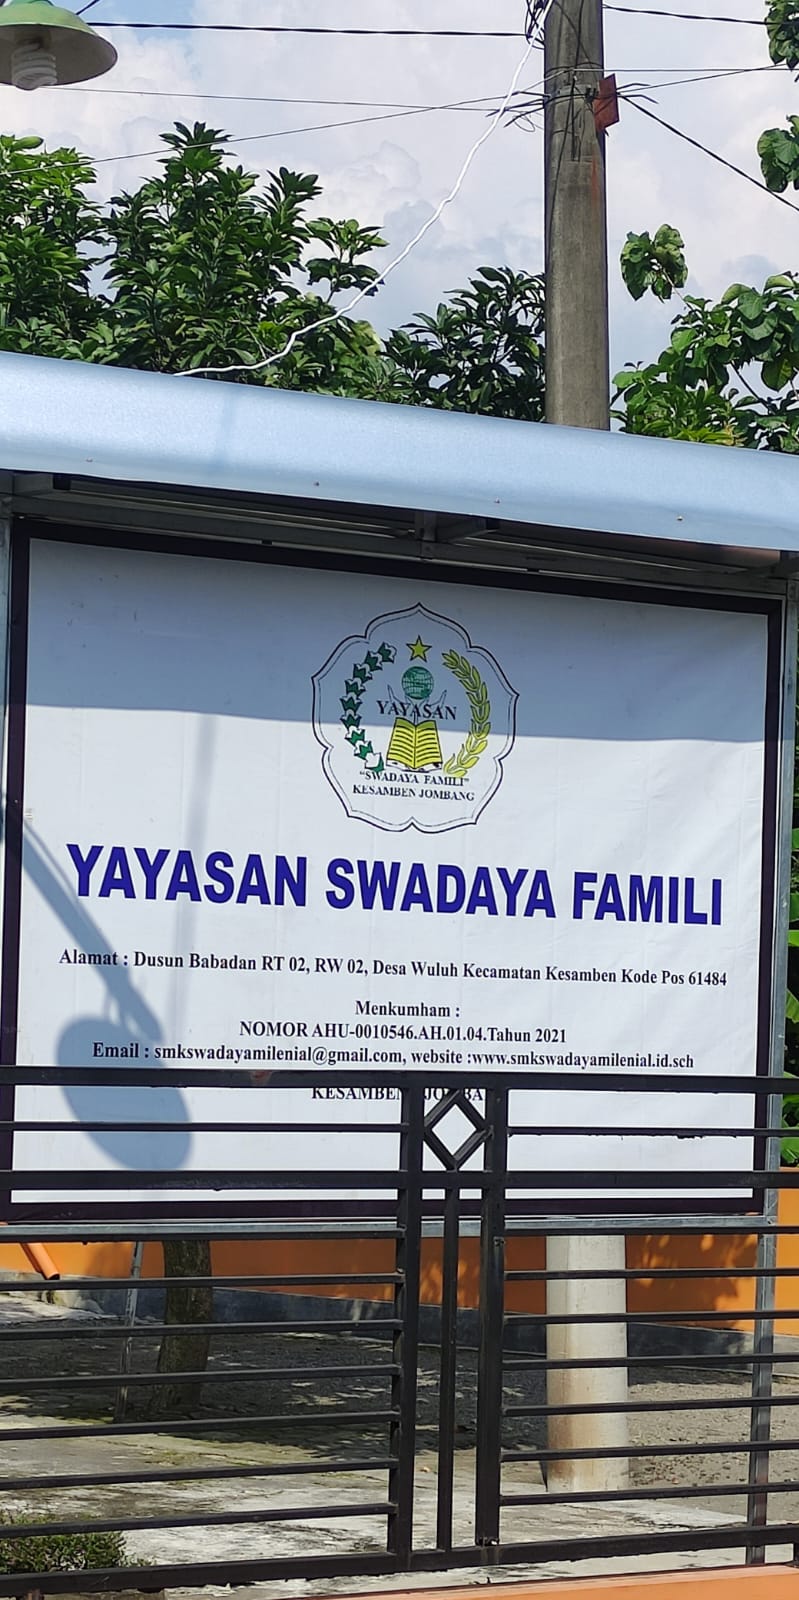 YAYASAN
"SWADAYA FAMILI"
KESAMBEN JOMBANG
YAYASAN SWADAYA FAMILI
Alamat : Dusun Babadan RT 02, RW 02, Desa Wuluh Kecamatan Kesamben Kode Pos 61484
Menkumham :
NOMOR AHU-0010546.AH.01.04.Tahun 2021
Email : smkswadayamilenial@gmail.com, website :www.smkswadayamilenial.id.sch
KESAMBEN